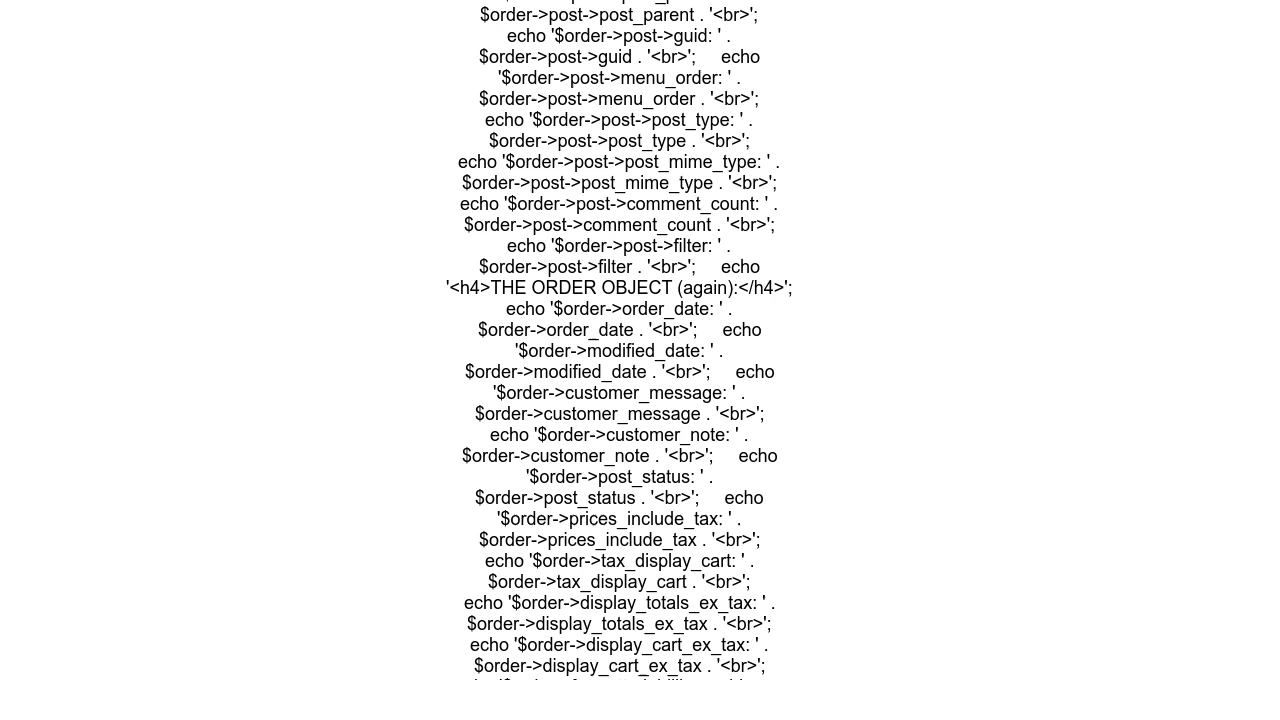 $order->post->post_parent . '<br>';
echo '$order->post->guid: ' .
$order->post->guid . '<br>'; echo
'$order->post->menu_order: ' .
$order->post->menu_order . '<br>';
echo '$order->post->post_type: ' .
$order->post->post_type . '<br>';
echo '$order->post->post_mime_type: ' .
$order->post->post_mime_type . '<br>';
echo '$order->post->comment_count: ' .
$order->post->comment_count . '<br>';
echo '$order->post->filter: ' .
$order->post->filter . '<br>'; echo
'<h4>THE ORDER OBJECT (again):</h4>';
echo '$order->order_date: ' .
$order->order_date . '<br>'; echo
'$order->modified_date: ' .
$order->modified_date . '<br>'; echo
'$order->customer_message: ' .
$order->customer_message . '<br>';
echo '$order->customer_note: ' .
$order->customer_note . '<br>'; echo
'$order->post_status: ' .
$order->post_status . '<br>'; echo
'$order->prices_include_tax: ' .
$order->prices_include_tax . '<br>';
echo '$order->tax_display_cart: ' .
$order->tax_display_cart . '<br>';
echo '$order->display_totals_ex_tax: ' .
$order->display_totals_ex_tax . '<br>';
echo '$order->display_cart_ex_tax: ' .
$order->display_cart_ex_tax . '<br>';